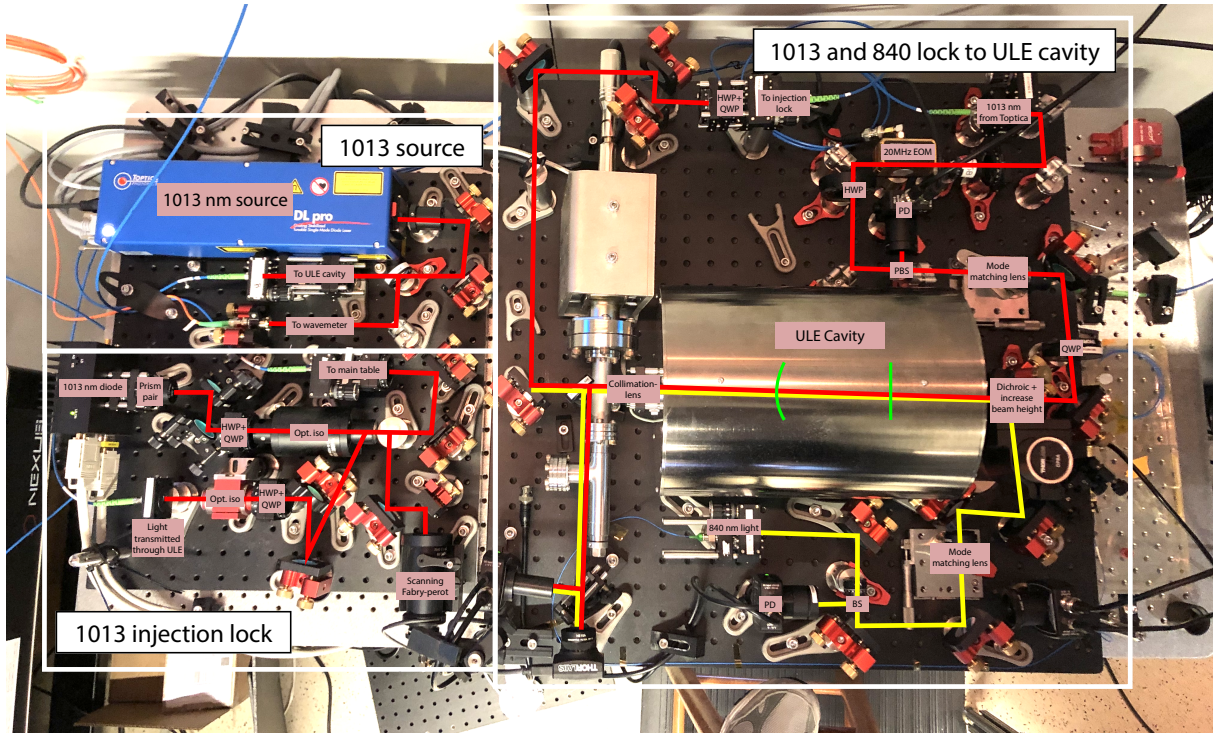 1013 and 840 lock to ULE cavity
1013 source
TOPTICA
1013 nm source
DL pro
To ULE cavity
To wavemeter
HWP+
QWP
To injection
lock
1013 nm
from Toptica
20MHz EOM
HWP
PD
PBS
Mode
matching lens
ULE Cavity
QWP
Collimation-
lens
Dichroic +
increase
beam height
1013 nm diode
Prism
pair
To main table
HWP+
QWP
Opt. iso
NEXUS
Opt. iso
HWP+
QWP
Light
transmitted
through ULE
Scanning
Fabry-perot
1013 injection lock
840 nm light
Mode
matching lens
PD
BS
THORLABS